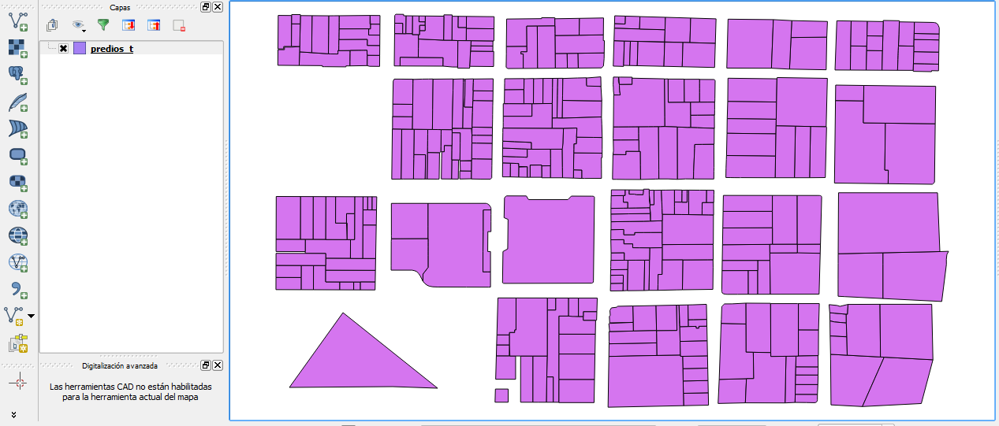 Capas
predios_t
Digitalización avanzada
Las herramientas CAD no están habilitadas
para la herramienta actual del mapa